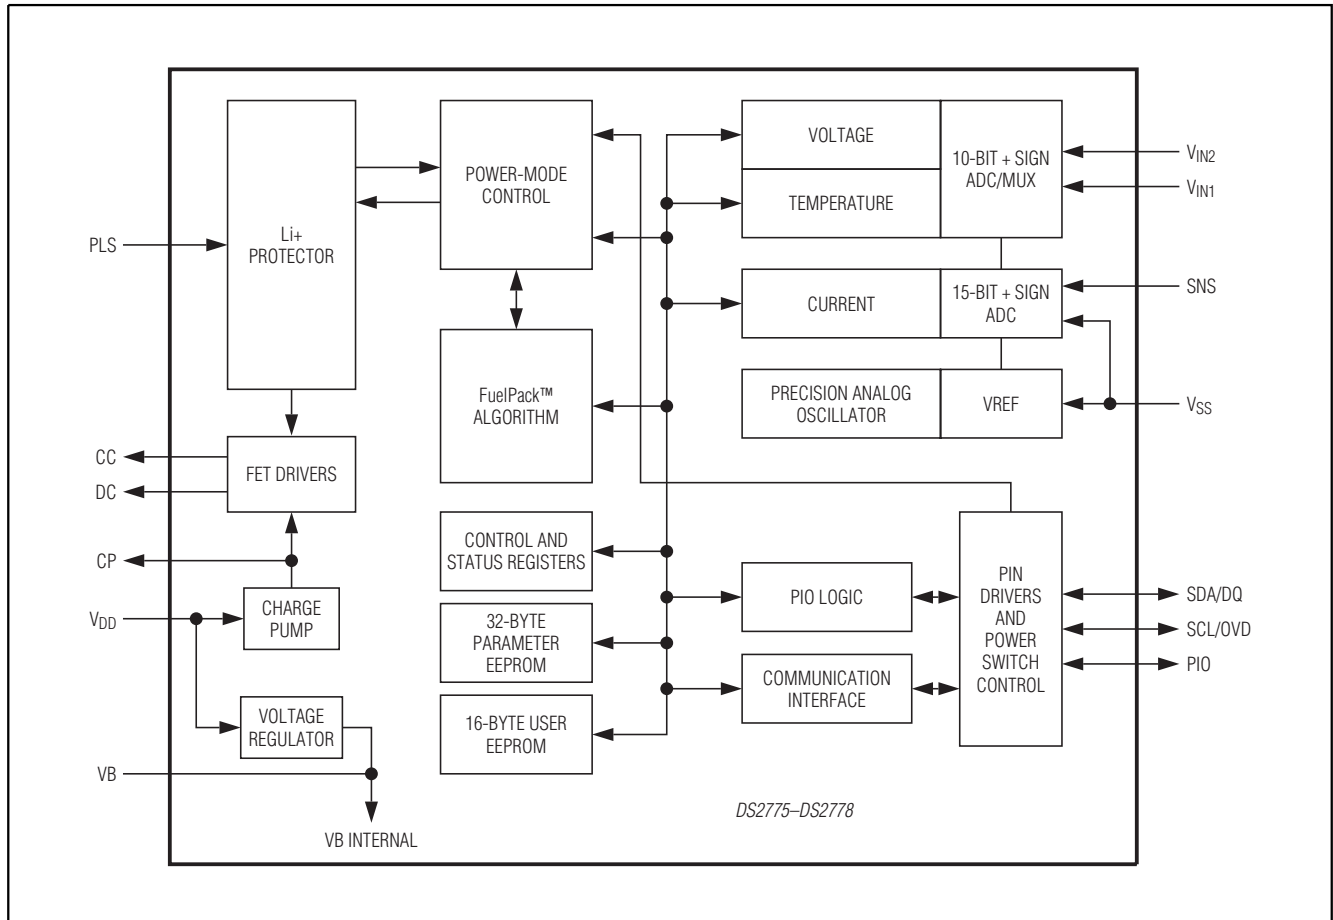 Li+
PROTECTOR
POWER-MODE
CONTROL
FuelPack™
ALGORITHM
FET DRIVERS
CHARGE
PUMP
VOLTAGE
REGULATOR
VB INTERNAL
CONTROL AND
STATUS REGISTERS
32-BYTE
PARAMETER
EEPROM
16-BYTE USER
EEPROM
VOLTAGE
TEMPERATURE
10-BIT + SIGN
ADC/MUX
CURRENT
15-BIT + SIGN
ADC
PRECISION ANALOG
OSCILLATOR
VREF
PIO LOGIC
COMMUNICATION
INTERFACE
PIN
DRIVERS
AND
POWER
SWITCH
CONTROL
PLS
CC
DC
CP
VDD
VB
VIN2
VIN1
SNS
VSS
SDA/DQ
SCL/OVD
PIO
DS2775–DS2778